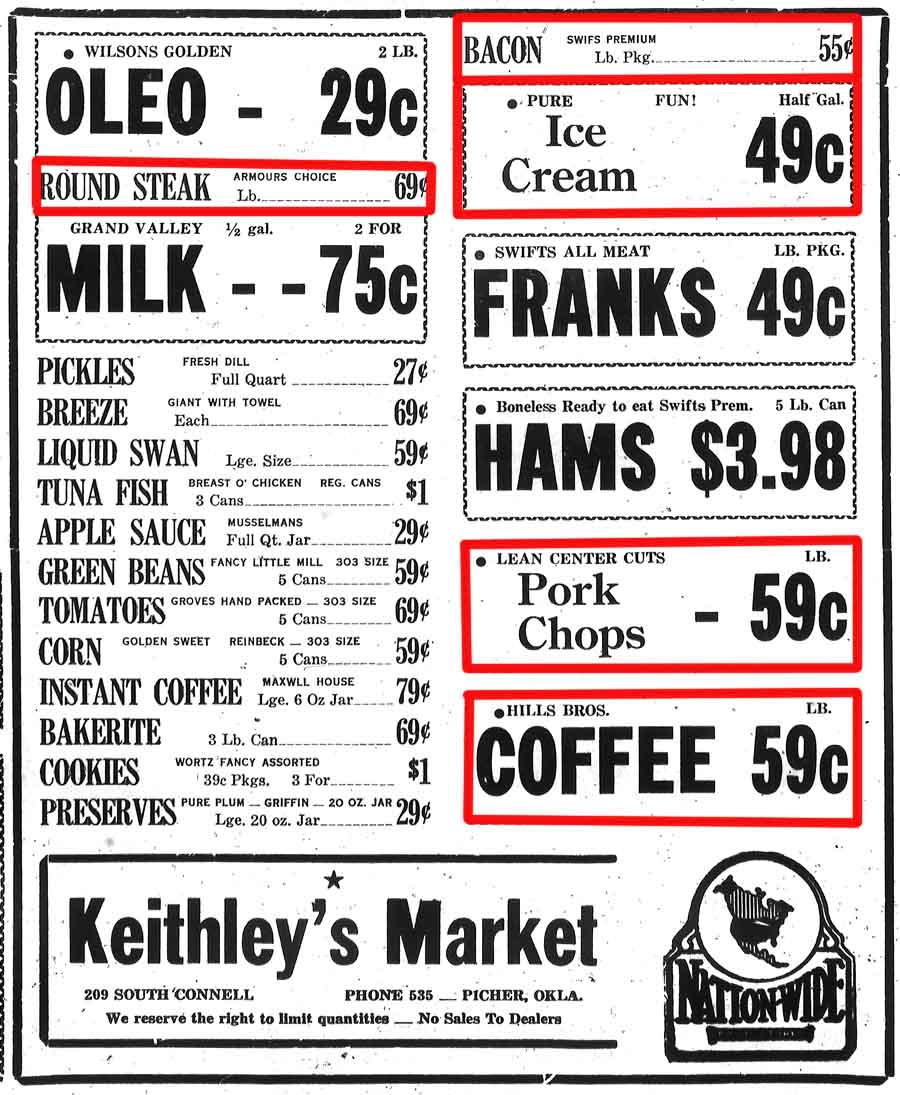 • WILSONS GOLDEN 2 LB.
OLEO - 29c
ROUND STEAK ARMOURS CHOICE Lb. 69¢
GRAND VALLEY ½ gal. 2 FOR
MILK - - 75c
PICKLES FRESH DILL Full Quart 27¢
BREEZE GIANT WITH TOWEL Each 69¢
LIQUID SWAN Lge. Size 59¢
TUNA FISH BREAST O' CHICKEN REG. CANS 3 Cans $1
APPLE SAUCE MUSSELMANS Full Qt. Jar 29¢
GREEN BEANS FANCY LITTLE MILL 303 SIZE 5 Cans 59¢
TOMATOES GROVES HAND PACKED — 303 SIZE 5 Cans 69¢
CORN GOLDEN SWEET REINBECK — 303 SIZE 5 Cans 59¢
INSTANT COFFEE MAXWLL HOUSE Lge. 6 Oz Jar 79¢
BAKERITE 3 Lb. Can 69¢
COOKIES WORTZ FANCY ASSORTED 39c Pkgs. 3 For $1
PRESERVES PURE PLUM — GRIFFIN — 20 OZ. JAR Lge. 20 oz. Jar 29¢
BACON SWIFS PREMIUM Lb. Pkg. 55¢
• PURE FUN! Half Gal.
Ice
Cream 49c
• SWIFTS ALL MEAT LB. PKG.
FRANKS 49c
• Boneless Ready to eat Swifts Prem. 5 Lb. Can
HAMS $3.98
• LEAN CENTER CUTS LB.
Pork
Chops - 59c
• HILLS BROS. LB.
COFFEE 59c
Keithley's Market
209 SOUTH CONNELL PHONE 535 — PICHER, OKLA.
We reserve the right to limit quantities — No Sales To Dealers
NATION-WIDE